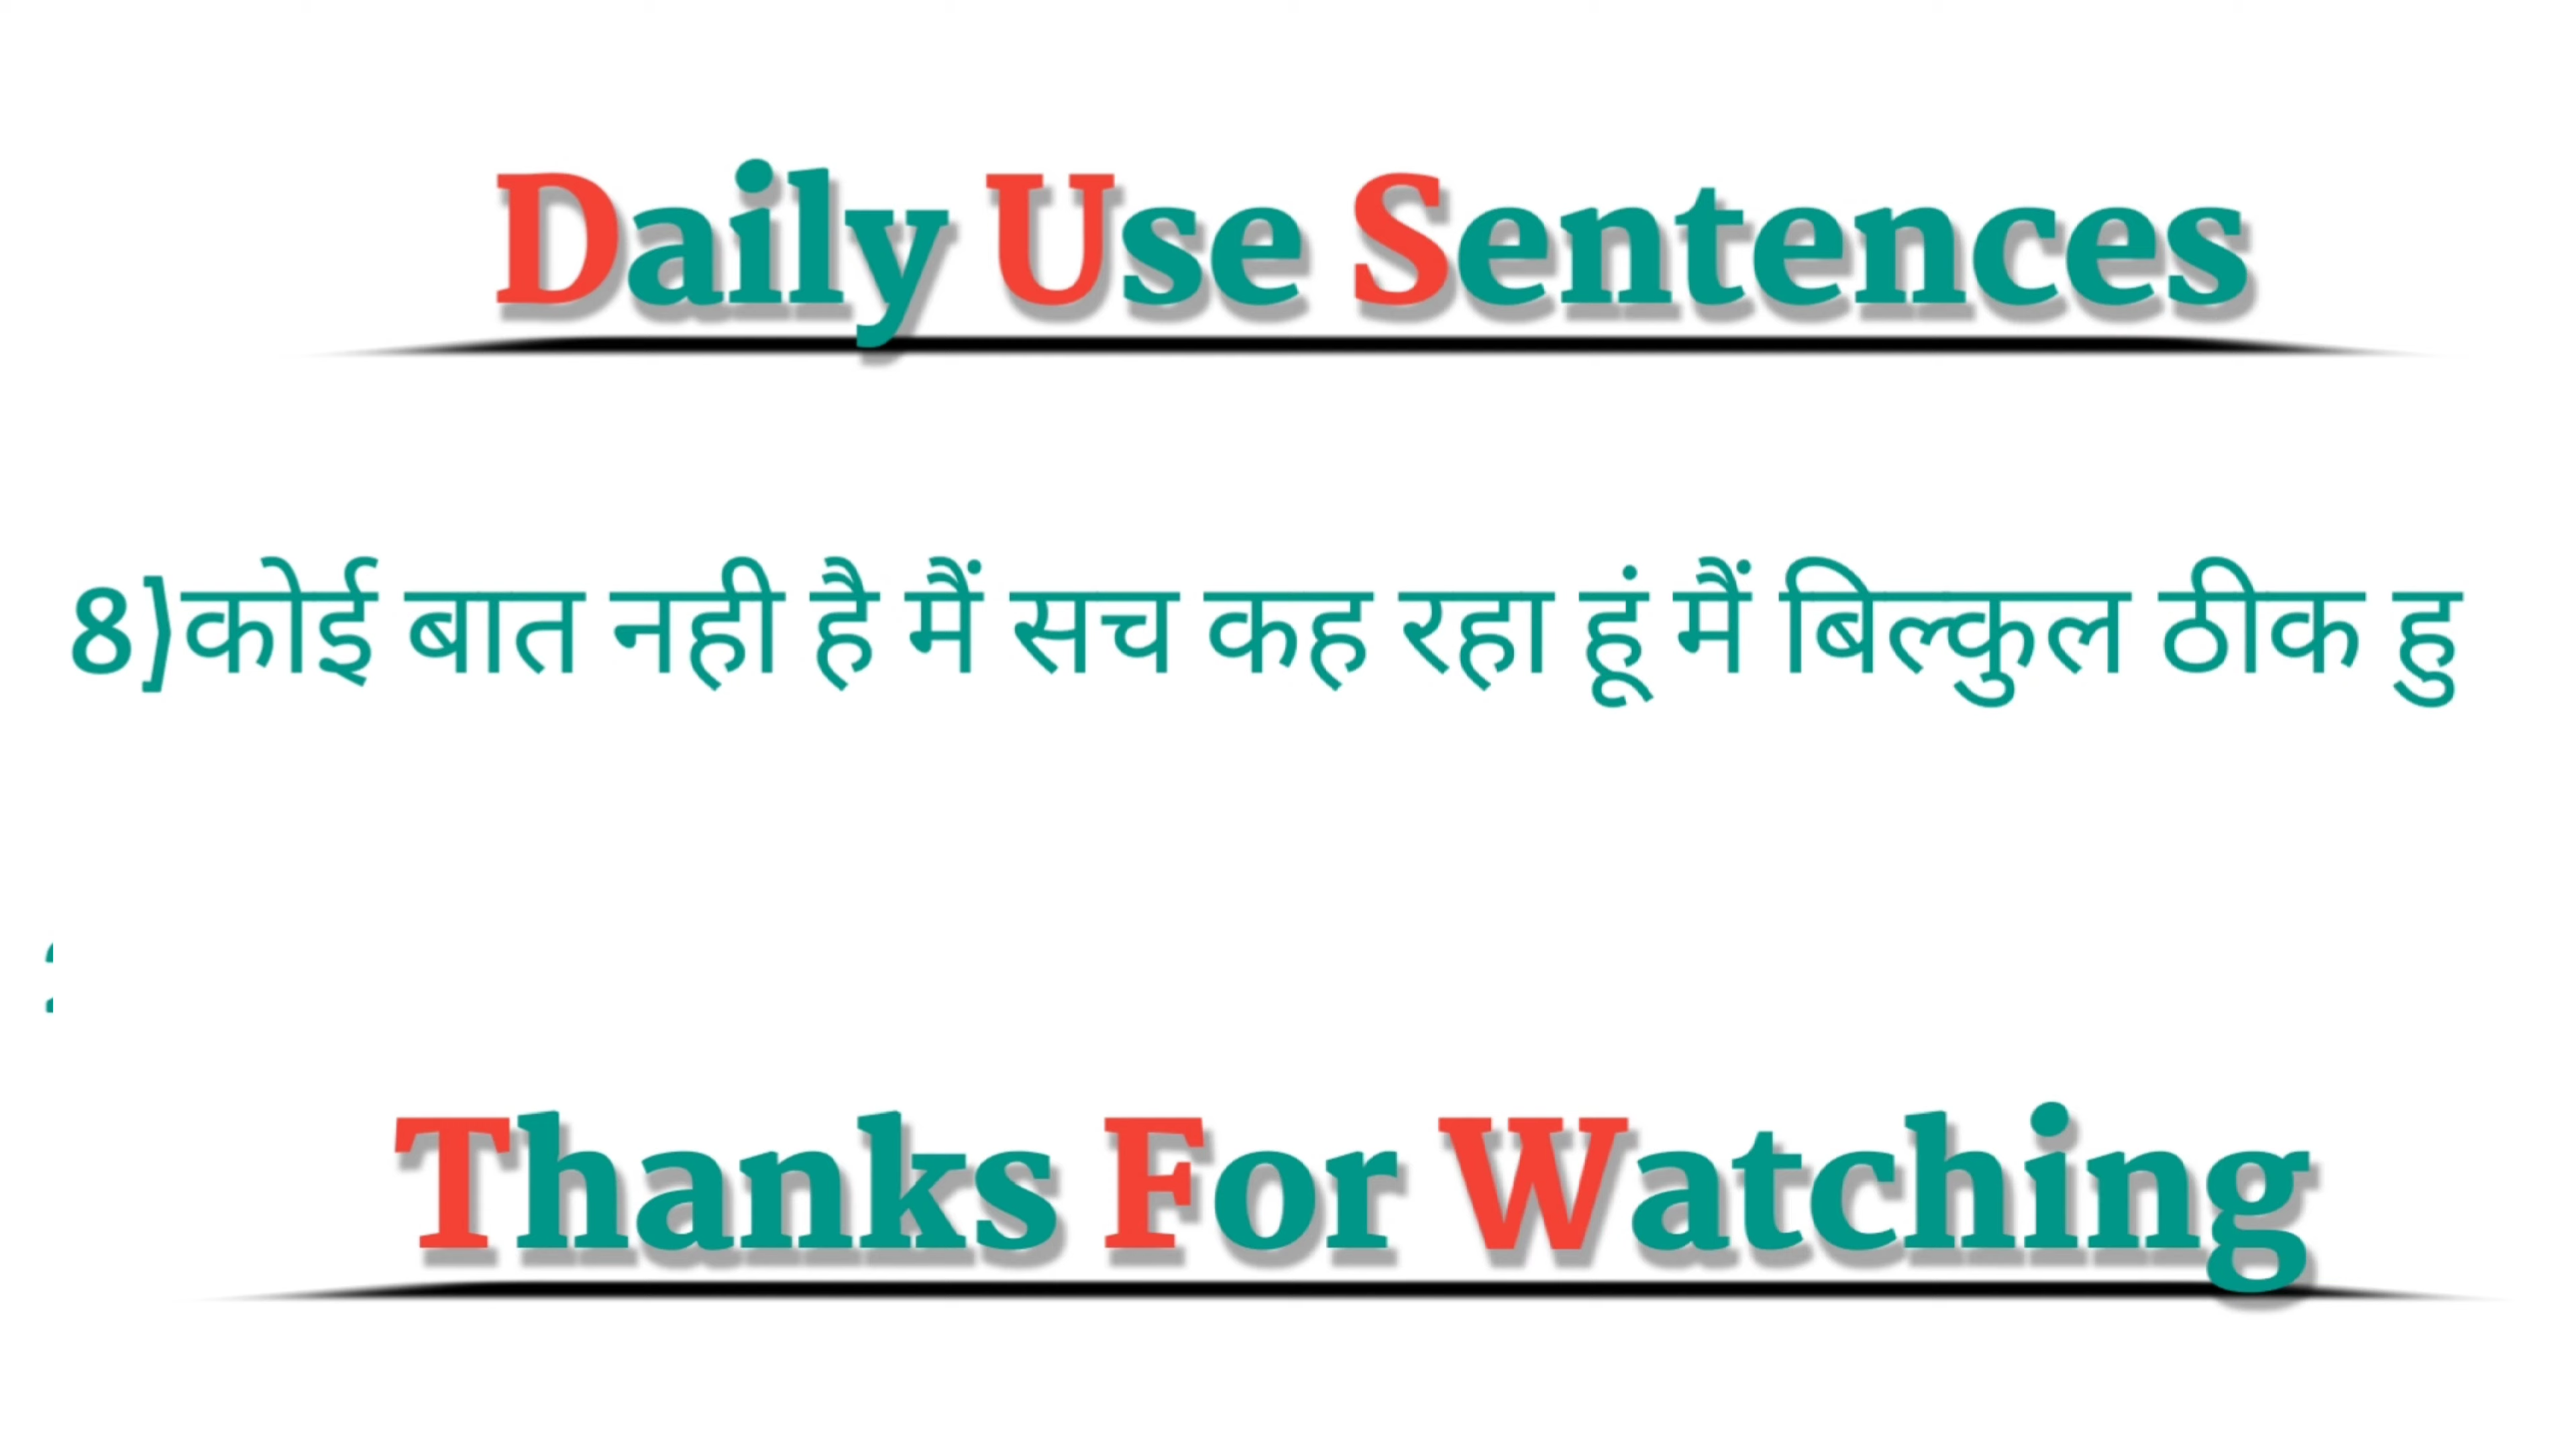 Daily Use Sentences
8)कोई बात नही है मैं सच कह रहा हूं मैं बिल्कुल ठीक हु
Thanks For Watching